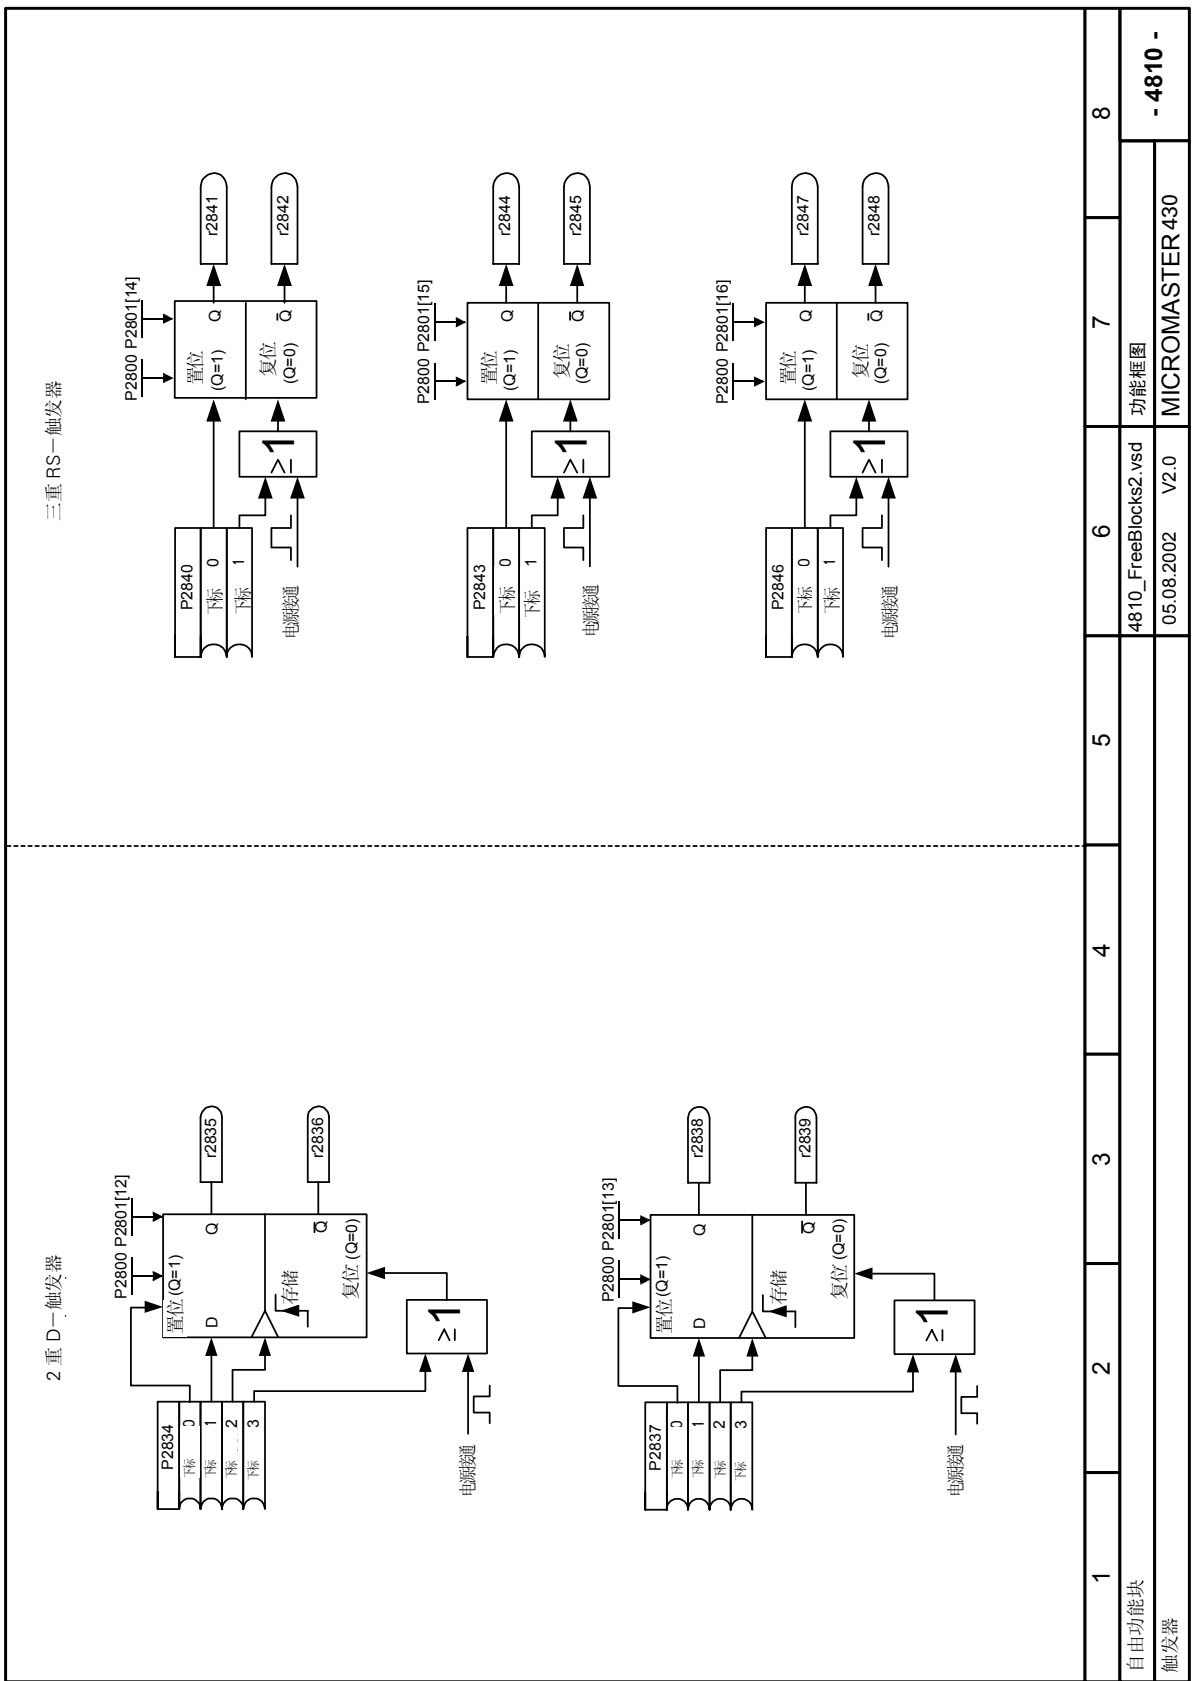 2 重 D－触发器
P2800 P2801[12]
P2834
下标 0
下标 1
下标 2
下标 3
置位 (Q=1)
D
Q
存储
Q
复位 (Q=0)
≥1
电源接通
r2835
r2836
P2800 P2801[13]
P2837
下标 0
下标 1
下标 2
下标 3
置位 (Q=1)
D
Q
存储
Q
复位 (Q=0)
≥1
电源接通
r2838
r2839
三重 RS－触发器
P2800 P2801[14]
P2840
下标 0
下标 1
置位
(Q=1)
Q
复位
(Q=0)
Q
≥1
电源接通
r2841
r2842
P2800 P2801[15]
P2843
下标 0
下标 1
置位
(Q=1)
Q
复位
(Q=0)
Q
≥1
电源接通
r2844
r2845
P2800 P2801[16]
P2846
下标 0
下标 1
置位
(Q=1)
Q
复位
(Q=0)
Q
≥1
电源接通
r2847
r2848
1 2 3 4 5 6 7 8
自由功能块 4810_FreeBlocks2.vsd 功能框图
触发器 05.08.2002 V2.0 MICROMASTER 430
- 4810 -